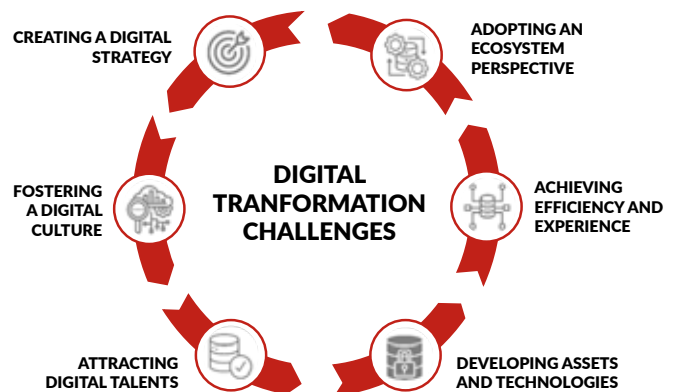 CREATING A DIGITAL
STRATEGY
ADOPTING AN
ECOSYSTEM
PERSPECTIVE
FOSTERING
A DIGITAL
CULTURE
DIGITAL
TRANFORMATION
CHALLENGES
ACHIEVING
EFFICIENCY AND
EXPERIENCE
ATTRACTING
DIGITAL TALENTS
DEVELOPING ASSETS
AND TECHNOLOGIES